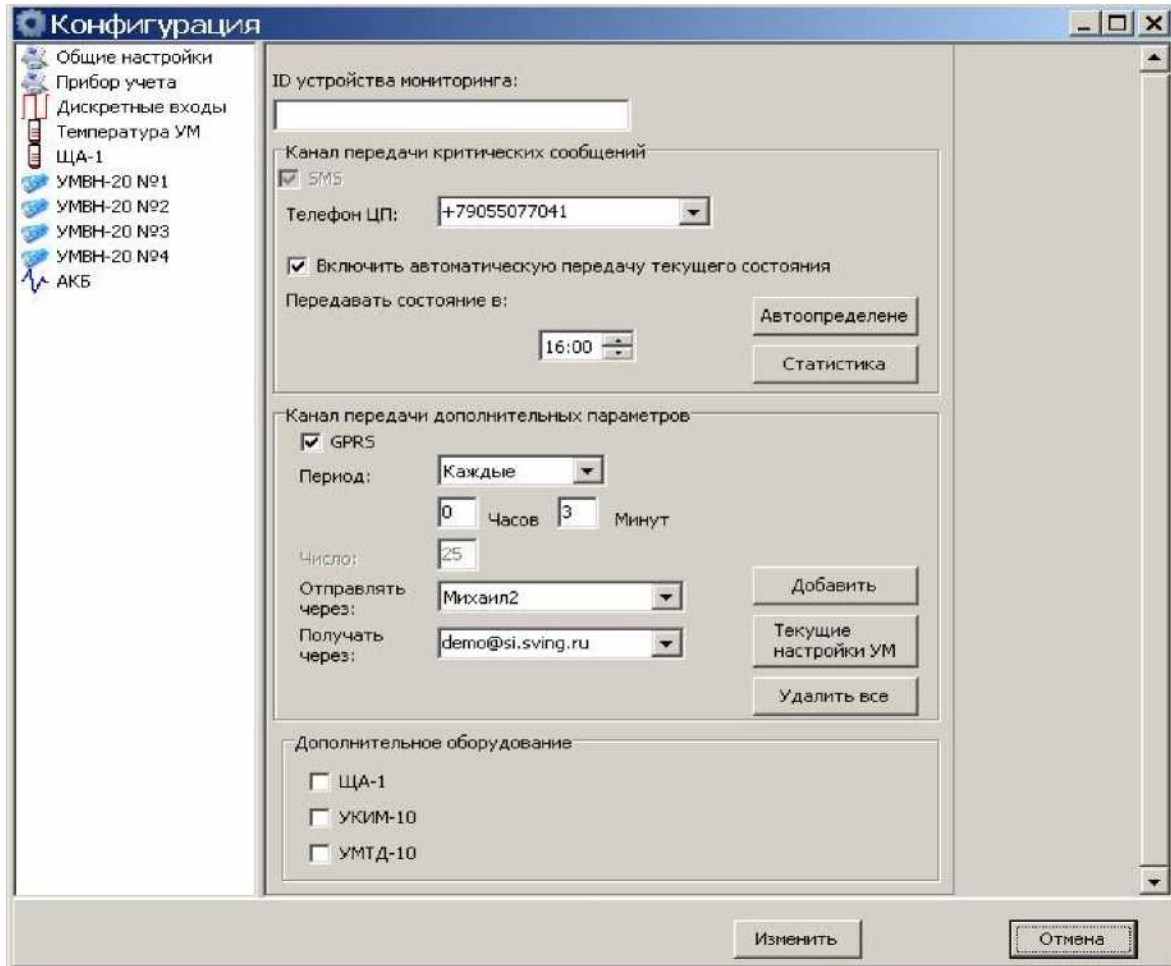 Конфигурация
Общие настройки
Прибор учета
Дискретные входы
Температура УМ
ЩА-1
УМВН-20 №1
УМВН-20 №2
УМВН-20 №3
УМВН-20 №4
АКБ
ID устройства мониторинга:
Канал передачи критических сообщений
SMS
Телефон ЦП:
+79055077041
Включить автоматическую передачу текущего состояния
Передавать состояние в:
16:00
Автоопределене
Статистика
Канал передачи дополнительных параметров
GPRS
Период:
Каждые
0 Часов 3 Минут
Число:
25
Отправлять
через:
Михаил2
Получать
через:
demo@si.sving.ru
Добавить
Текущие
настройки УМ
Удалить все
Дополнительное оборудование
ЩА-1
УКИМ-10
УМТД-10
Изменить
Отмена